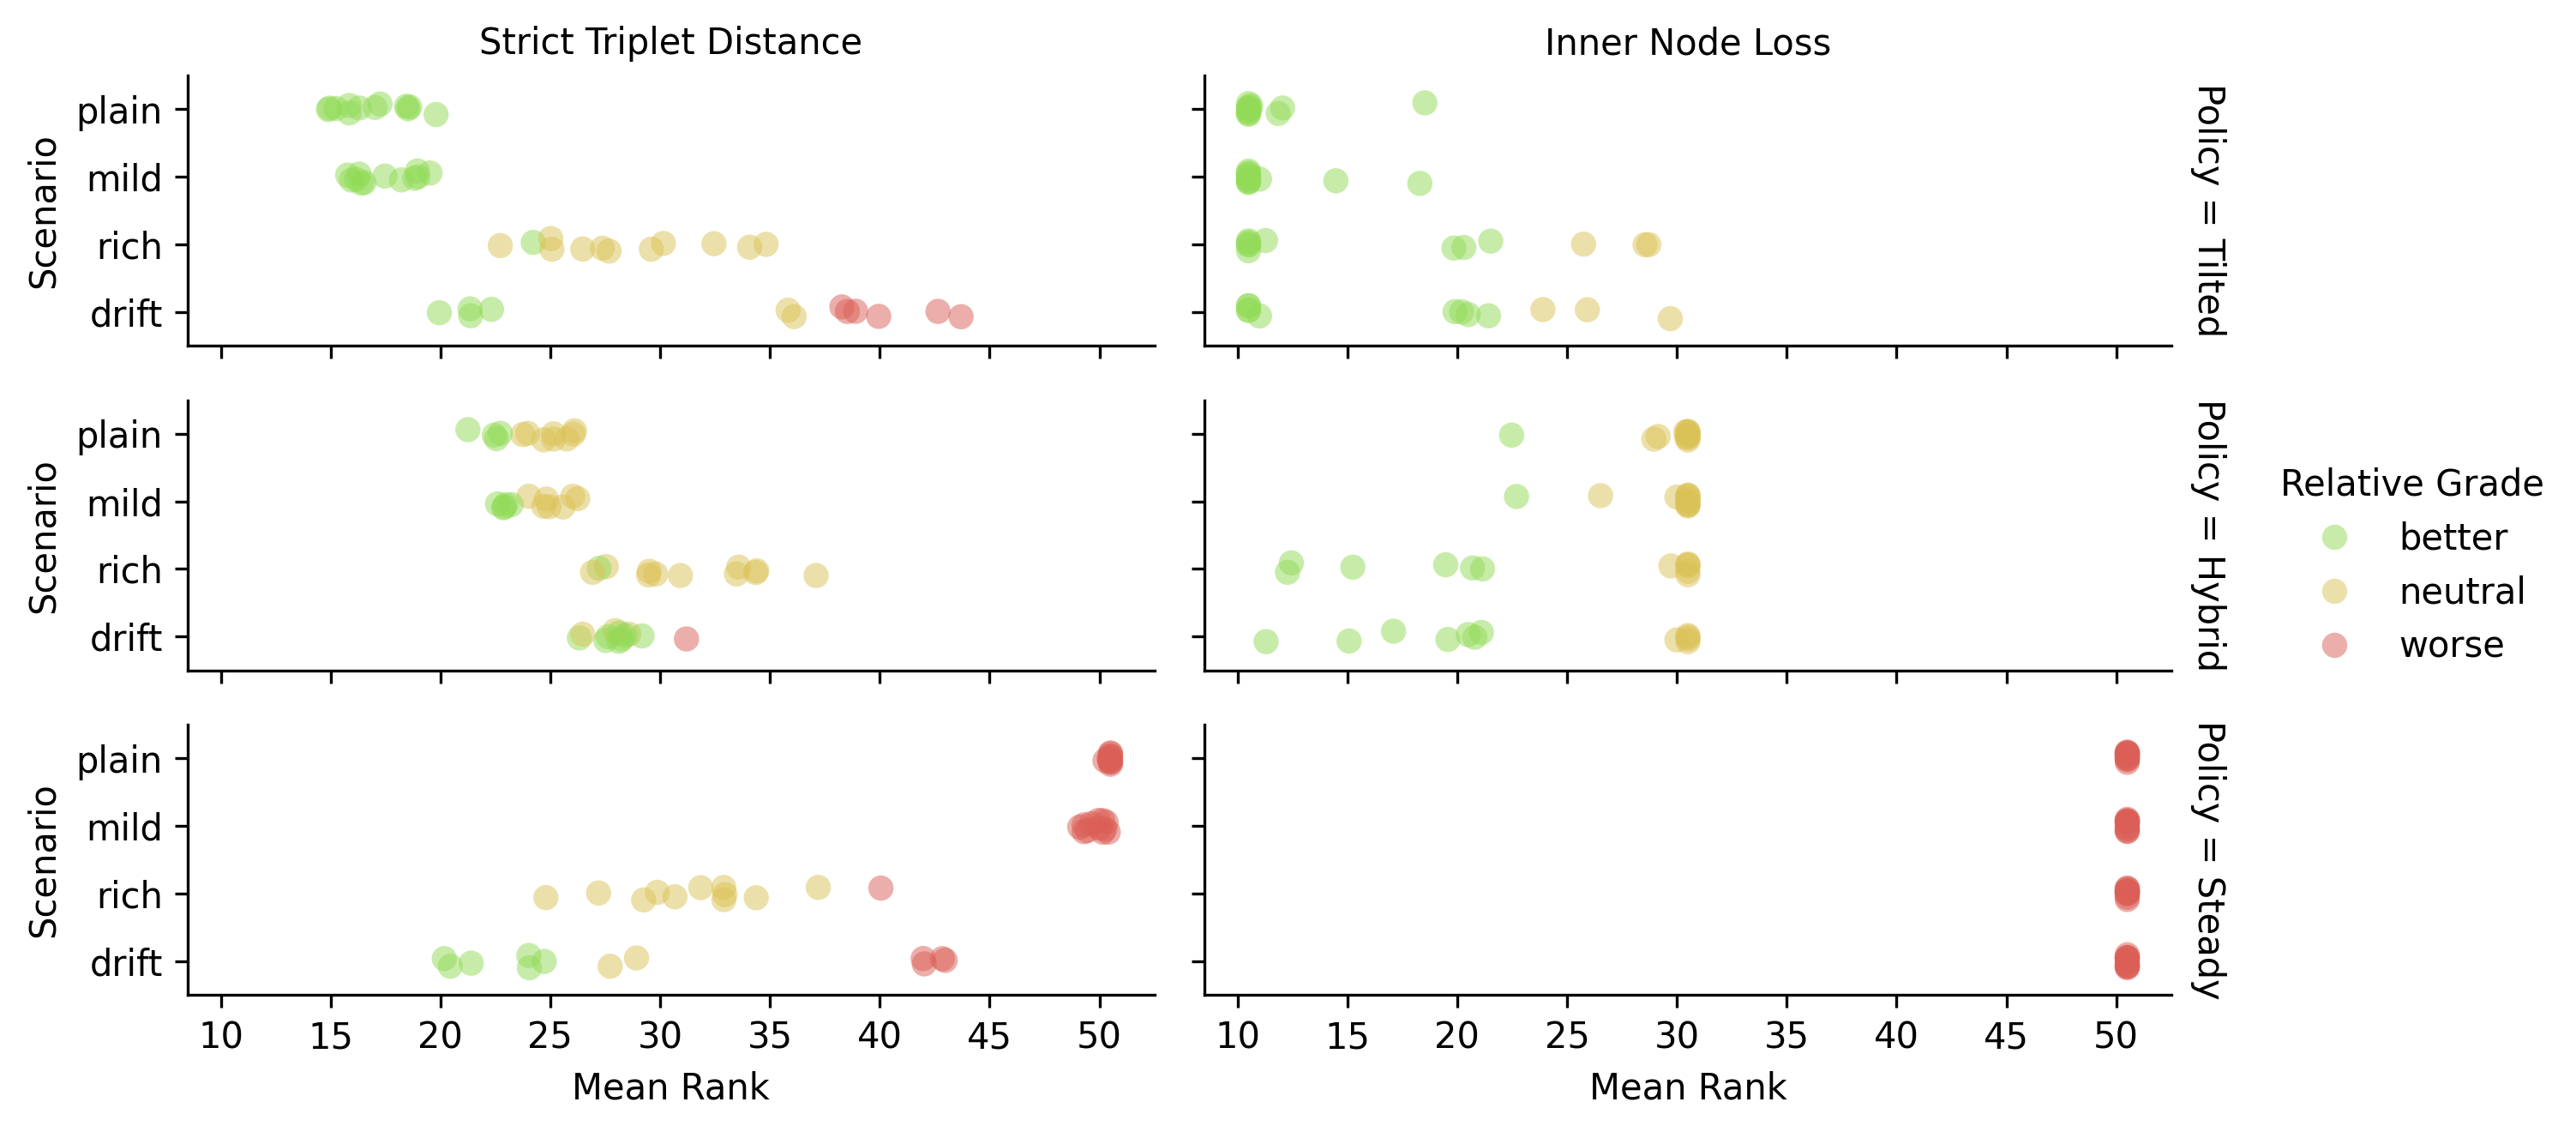 Strict Triplet Distance
Inner Node Loss
Scenario
plain
mild
rich
drift
Policy = Tilted
Scenario
plain
mild
rich
drift
Policy = Hybrid
Relative Grade
better
neutral
worse
Scenario
plain
mild
rich
drift
Policy = Steady
10 15 20 25 30 35 40 45 50
10 15 20 25 30 35 40 45 50
Mean Rank
Mean Rank